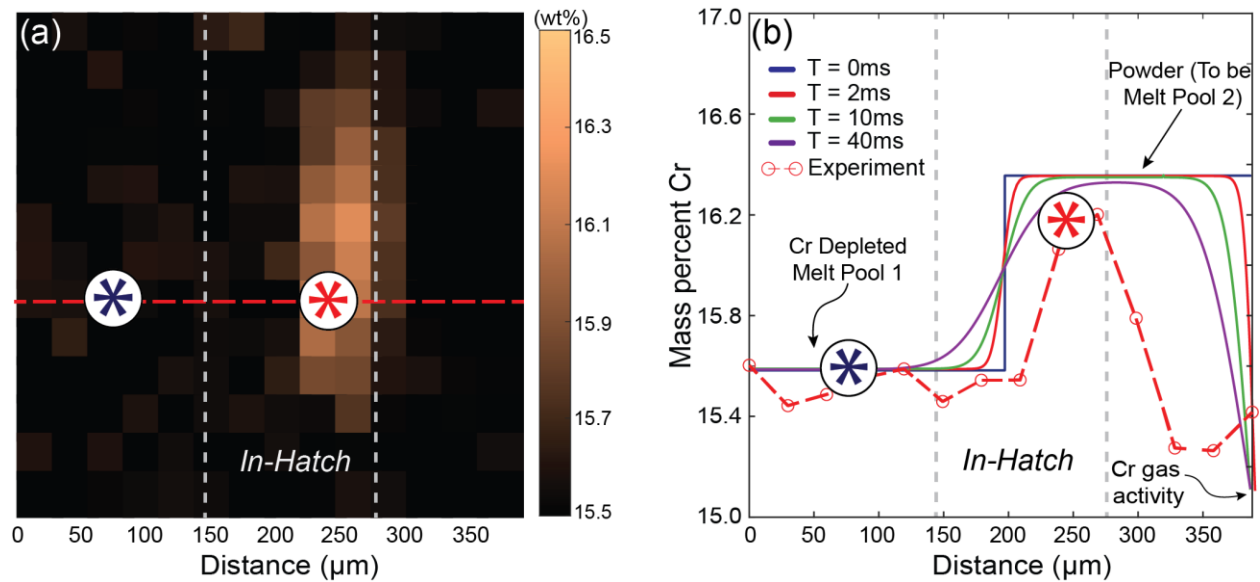 (a)
(wt%)
16.5
16.3
16.1
15.9
15.7
15.5
In-Hatch
0 50 100 150 200 250 300 350
Distance (µm)
(b)
17.0
16.6
16.2
15.8
15.4
15.0
Mass percent Cr
T = 0ms
T = 2ms
T = 10ms
T = 40ms
Experiment
Powder (To be
Melt Pool 2)
Cr Depleted
Melt Pool 1
In-Hatch
Cr gas
activity
0 50 100 150 200 250 300 350
Distance (µm)